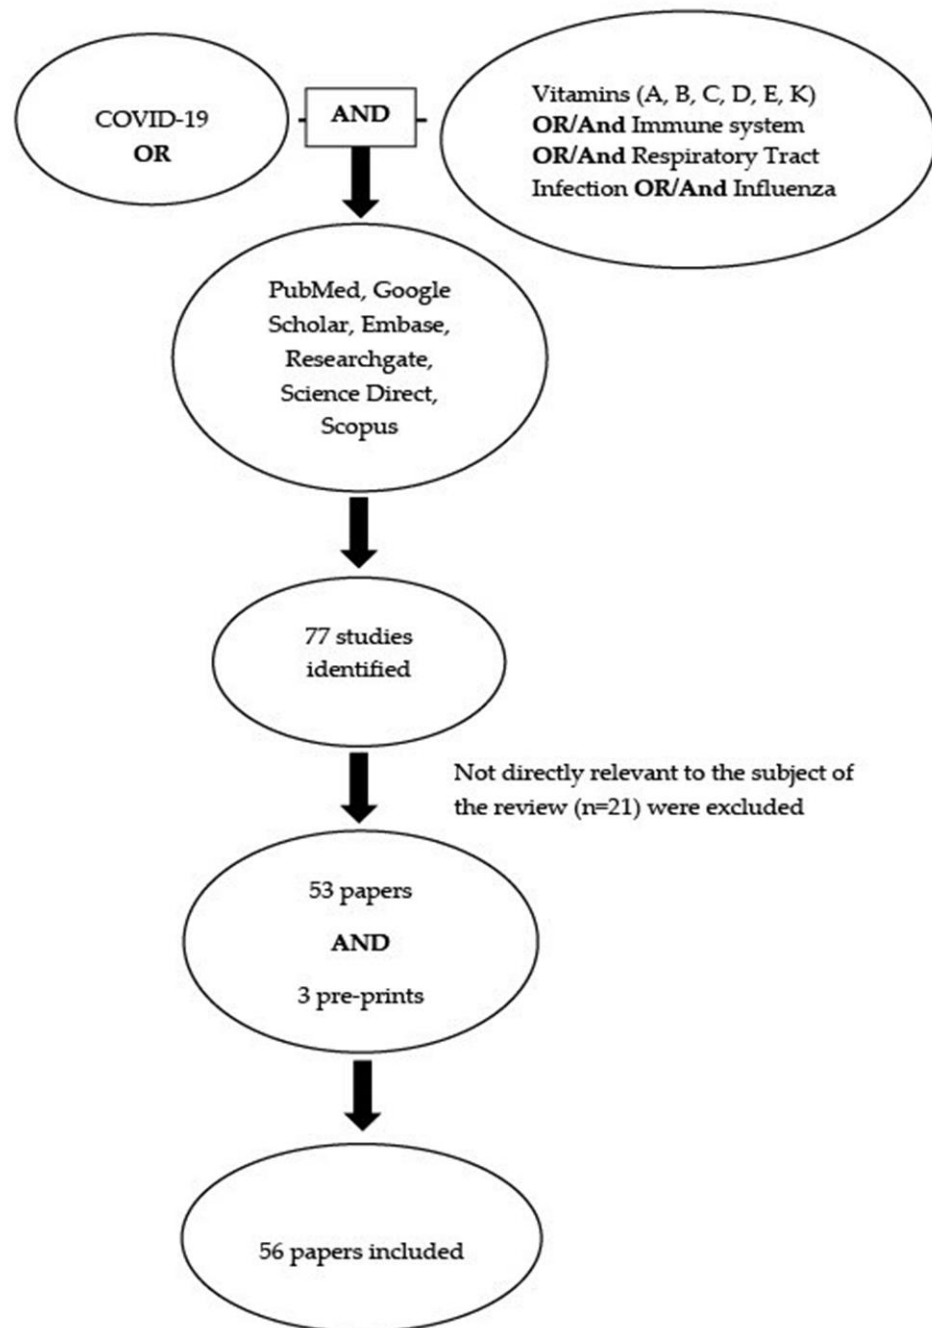 COVID-19
OR
AND
Vitamins (A, B, C, D, E, K)
OR/And Immune system
OR/And Respiratory Tract
Infection OR/And Influenza
PubMed, Google
Scholar, Embase,
Researchgate,
Science Direct,
Scopus
77 studies
identified
Not directly relevant to the subject of
the review (n=21) were excluded
53 papers
AND
3 pre-prints
56 papers included